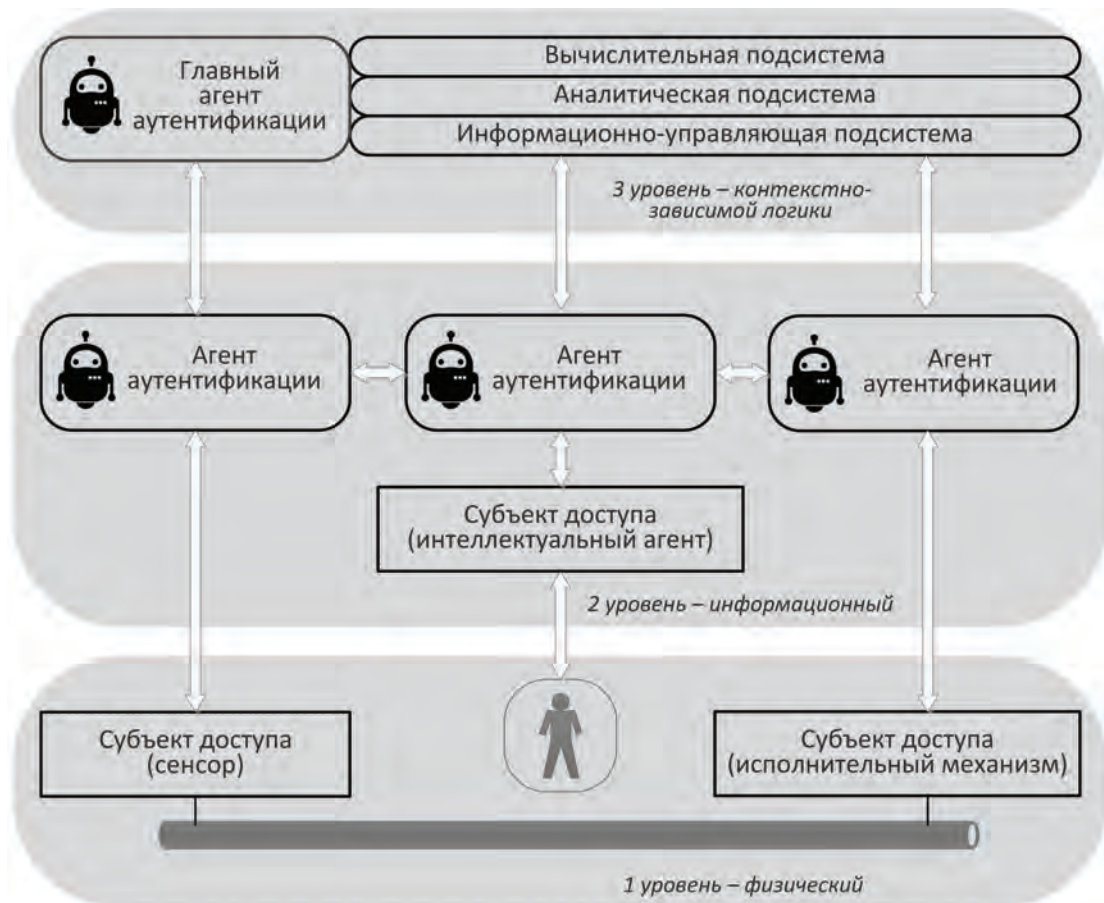 Главный
агент
аутентификации
Вычислительная подсистема
Аналитическая подсистема
Информационно-управляющая подсистема
3 уровень – контекстно-
зависимой логики
Агент
аутентификации
Агент
аутентификации
Агент
аутентификации
Субъект доступа
(интеллектуальный агент)
2 уровень – информационный
Субъект доступа
(сенсор)
Субъект доступа
(исполнительный механизм)
1 уровень – физический